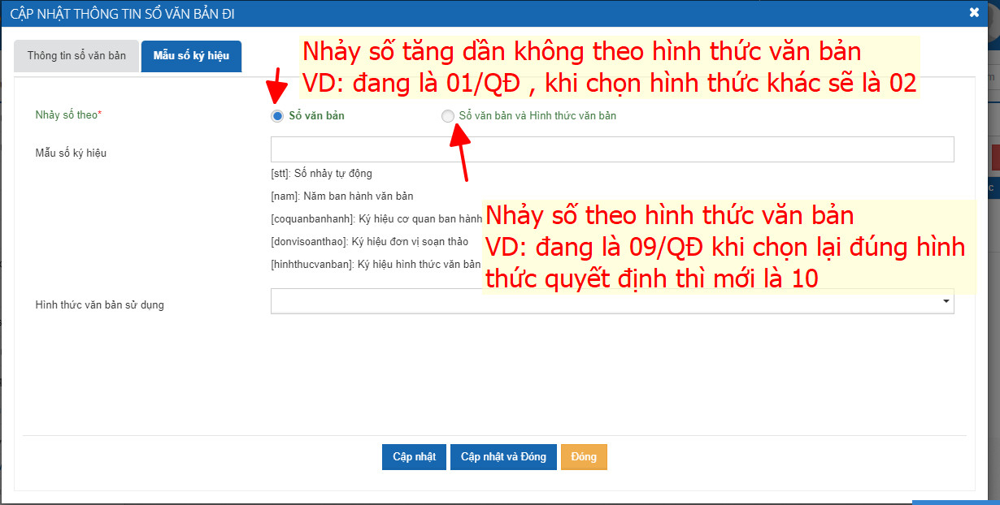 CẬP NHẬT THÔNG TIN SỔ VĂN BẢN ĐI
Thông tin sổ văn bản
Mẫu số ký hiệu
Nhảy số tăng dần không theo hình thức văn bản
VD: đang là 01/QĐ , khi chọn hình thức khác sẽ là 02
Nhảy số theo*
Sổ văn bản
Sổ văn bản và Hình thức văn bản
Mẫu số ký hiệu
[stt]: Số nhảy tự động
[nam]: Năm ban hành văn bản
[coquanbanhanh]: Ký hiệu cơ quan ban hành
[donvisoanthao]: Ký hiệu đơn vị soạn thảo
[hinhthucvanban]: Ký hiệu hình thức văn bản
Nhảy số theo hình thức văn bản
VD: đang là 09/QĐ khi chọn lại đúng hình
thức quyết định thì mới là 10
Hình thức văn bản sử dụng
Cập nhật
Cập nhật và Đóng
Đóng